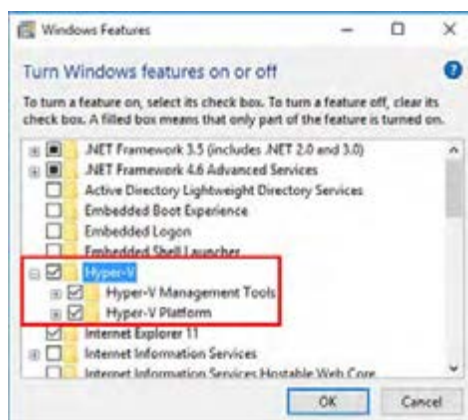 Windows Features
Turn Windows features on or off
To turn a feature on, select its check box. To turn a feature off, clear its
check box. A filled box means that only part of the feature is turned on.
.NET Framework 3.5 (includes .NET 2.0 and 3.0)
.NET Framework 4.6 Advanced Services
Active Directory Lightweight Directory Services
Embedded Boot Experience
Embedded Logon
Embedded Shell Launcher
Hyper-V
Hyper-V Management Tools
Hyper-V Platform
Internet Explorer 11
Internet Information Services
Internet Information Services Hostable Web Core
OK Cancel